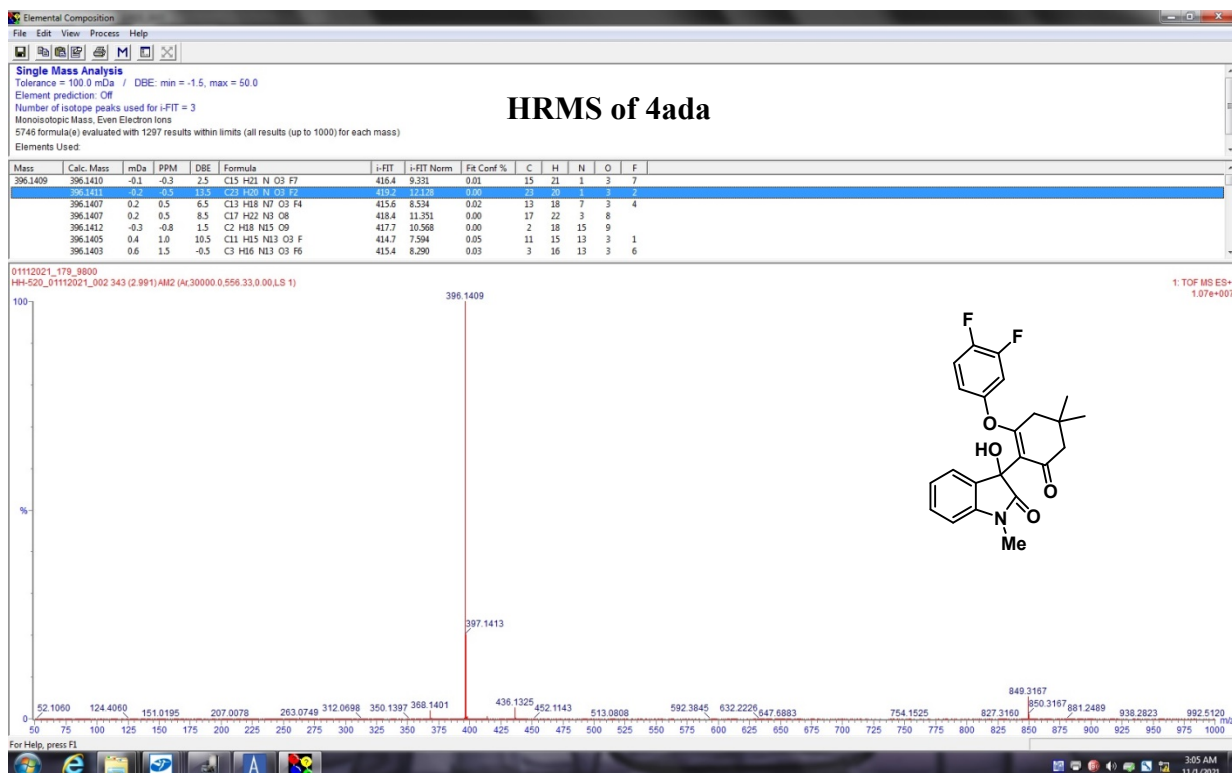 Elemental Composition
File Edit View Process Help
Single Mass Analysis
Tolerance = 100.0 mDa / DBE: min = -1.5, max = 50.0
Element prediction: Off
Number of isotope peaks used for i-FIT = 3
Monoisotopic Mass, Even Electron Ions
5746 formula(e) evaluated with 1297 results within limits (all results (up to 1000) for each mass)
Elements Used:
HRMS of 4ada
Mass Calc. Mass mDa PPM DBE Formula i-FIT i-FIT Norm Fit Conf % C H N O F
396.1409 396.1410 -0.1 -0.3 2.5 C15 H21 N O3 F7 416.4 9.331 0.01 15 21 1 3 7
396.1411 -0.2 -0.5 13.5 C23 H20 N O3 F2 419.2 12.128 0.00 23 20 1 3 2
396.1407 0.2 0.5 6.5 C13 H18 N7 O3 F4 415.6 8.534 0.02 13 18 7 3 4
396.1407 0.2 0.5 8.5 C17 H22 N3 O8 418.4 11.351 0.00 17 22 3 8
396.1412 -0.3 -0.8 1.5 C2 H18 N15 O9 417.7 10.568 0.00 2 18 15 9
396.1405 0.4 1.0 10.5 C11 H15 N13 O3 F 414.7 7.594 0.05 11 15 13 3 1
396.1403 0.6 1.5 -0.5 C3 H16 N13 O3 F6 415.4 8.290 0.03 3 16 13 3 6
01112021_179_9800
HH-520_01112021_002 343 (2.991) AM2 (Ar,30000.0,556.33,0.00,LS 1)
1: TOF MS ES+
1.07e+007
100
%
0
396.1409
397.1413
52.1060 124.4060 151.0195 207.0078 263.0749 312.0698 350.1397 368.1401 436.1325 452.1143 513.0808 592.3845 632.2226 647.6883 754.1525 827.3160 849.3167 850.3167 881.2489 938.2823 992.5120
50 75 100 125 150 175 200 225 250 275 300 325 350 375 400 425 450 475 500 525 550 575 600 625 650 675 700 725 750 775 800 825 850 875 900 925 950 975 1000
m/z
F
F
O
HO
O
O
N
Me
For Help, press F1
3:05 AM
11/1/2021